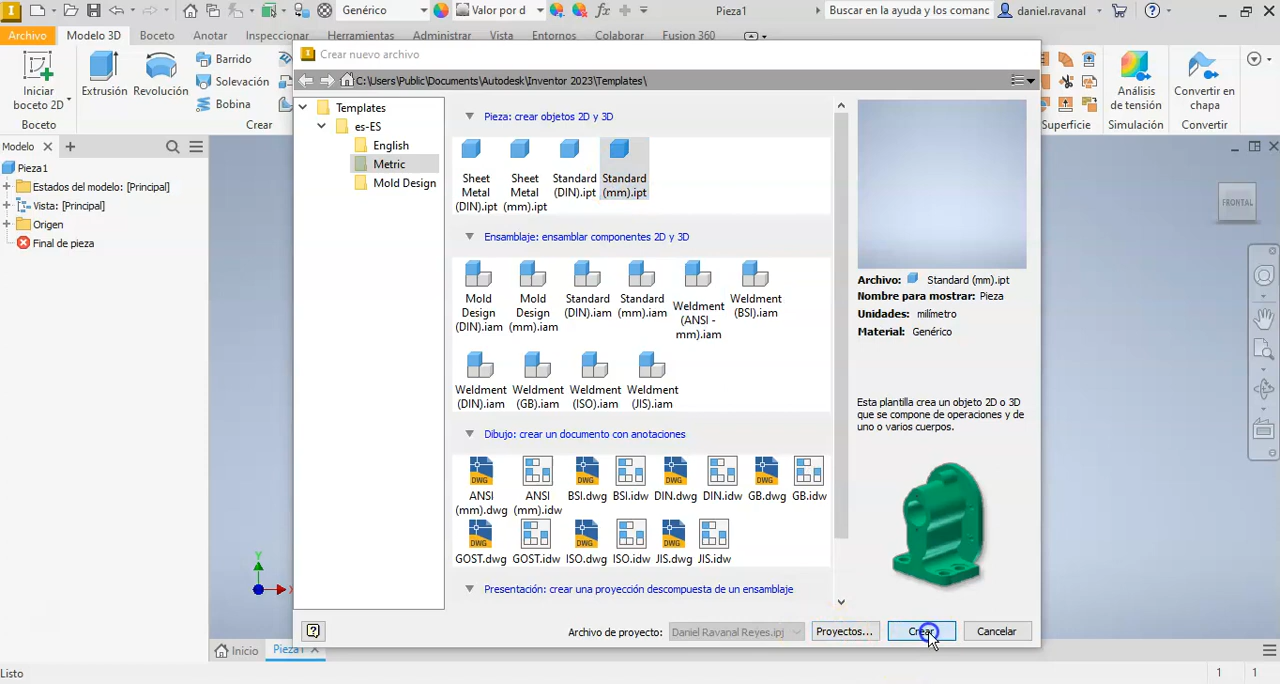 Genérico
Valor por d
Pieza1
Buscar en la ayuda y los comanc
daniel.ravanal
Archivo
Modelo 3D
Boceto
Anotar
Inspeccionar
Herramientas
Administrar
Vista
Entornos
Colaborar
Fusion 360
Iniciar
boceto 2D
Boceto
Extrusión
Revolución
Barrido
Solevación
Bobina
Crear
Superficie
Análisis
de tensión
Simulación
Convertir en
chapa
Convertir
Modelo
Pieza1
Estados del modelo: [Principal]
Vista: [Principal]
Origen
Final de pieza
Crear nuevo archivo
C:\Users\Public\Documents\Autodesk\Inventor 2023\Templates\
Templates
es-ES
English
Metric
Mold Design
Pieza: crear objetos 2D y 3D
Sheet Metal (DIN).ipt
Sheet Metal (mm).ipt
Standard (DIN).ipt
Standard (mm).ipt
Ensamblaje: ensamblar componentes 2D y 3D
Mold Design (DIN).iam
Mold Design (mm).iam
Standard (DIN).iam
Standard (mm).iam
Weldment (ANSI - mm).iam
Weldment (BSI).iam
Weldment (DIN).iam
Weldment (GB).iam
Weldment (ISO).iam
Weldment (JIS).iam
Dibujo: crear un documento con anotaciones
ANSI (mm).dwg
ANSI (mm).idw
BSI.dwg
BSI.idw
DIN.dwg
DIN.idw
GB.dwg
GB.idw
GOST.dwg
GOST.idw
ISO.dwg
ISO.idw
JIS.dwg
JIS.idw
Presentación: crear una proyección descompuesta de un ensamblaje
Archivo: Standard (mm).ipt
Nombre para mostrar: Pieza
Unidades: milímetro
Material: Genérico
Esta plantilla crea un objeto 2D o 3D
que se compone de operaciones y de
uno o varios cuerpos.
Archivo de proyecto:
Daniel Ravanal Reyes.ipj
Proyectos...
Crear
Cancelar
FRONTAL
Y
X
Inicio
Pieza1
Listo
1
1